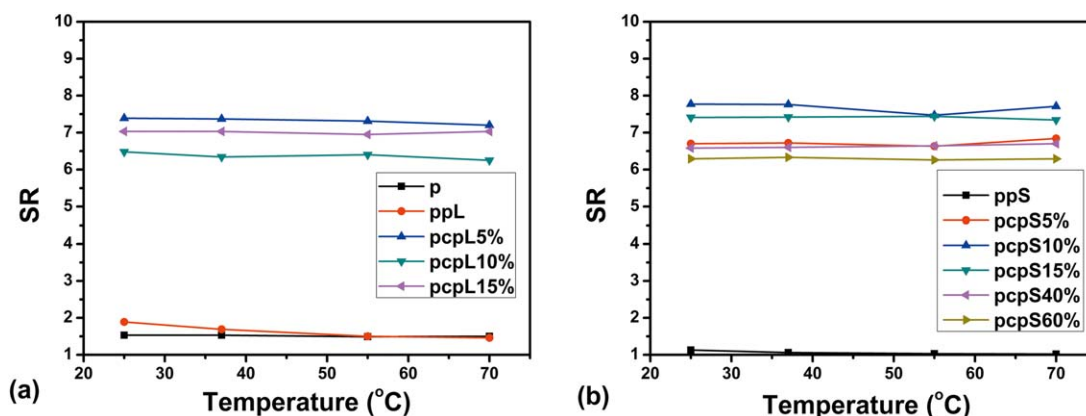 10
9
8
7
6
5
4
3
2
1
SR
20
30
40
50
60
70
Temperature (°C)
p
ppL
pcpL5%
pcpL10%
pcpL15%
(a)
10
9
8
7
6
5
4
3
2
1
SR
20
30
40
50
60
70
Temperature (°C)
ppS
pcpS5%
pcpS10%
pcpS15%
pcpS40%
pcpS60%
(b)